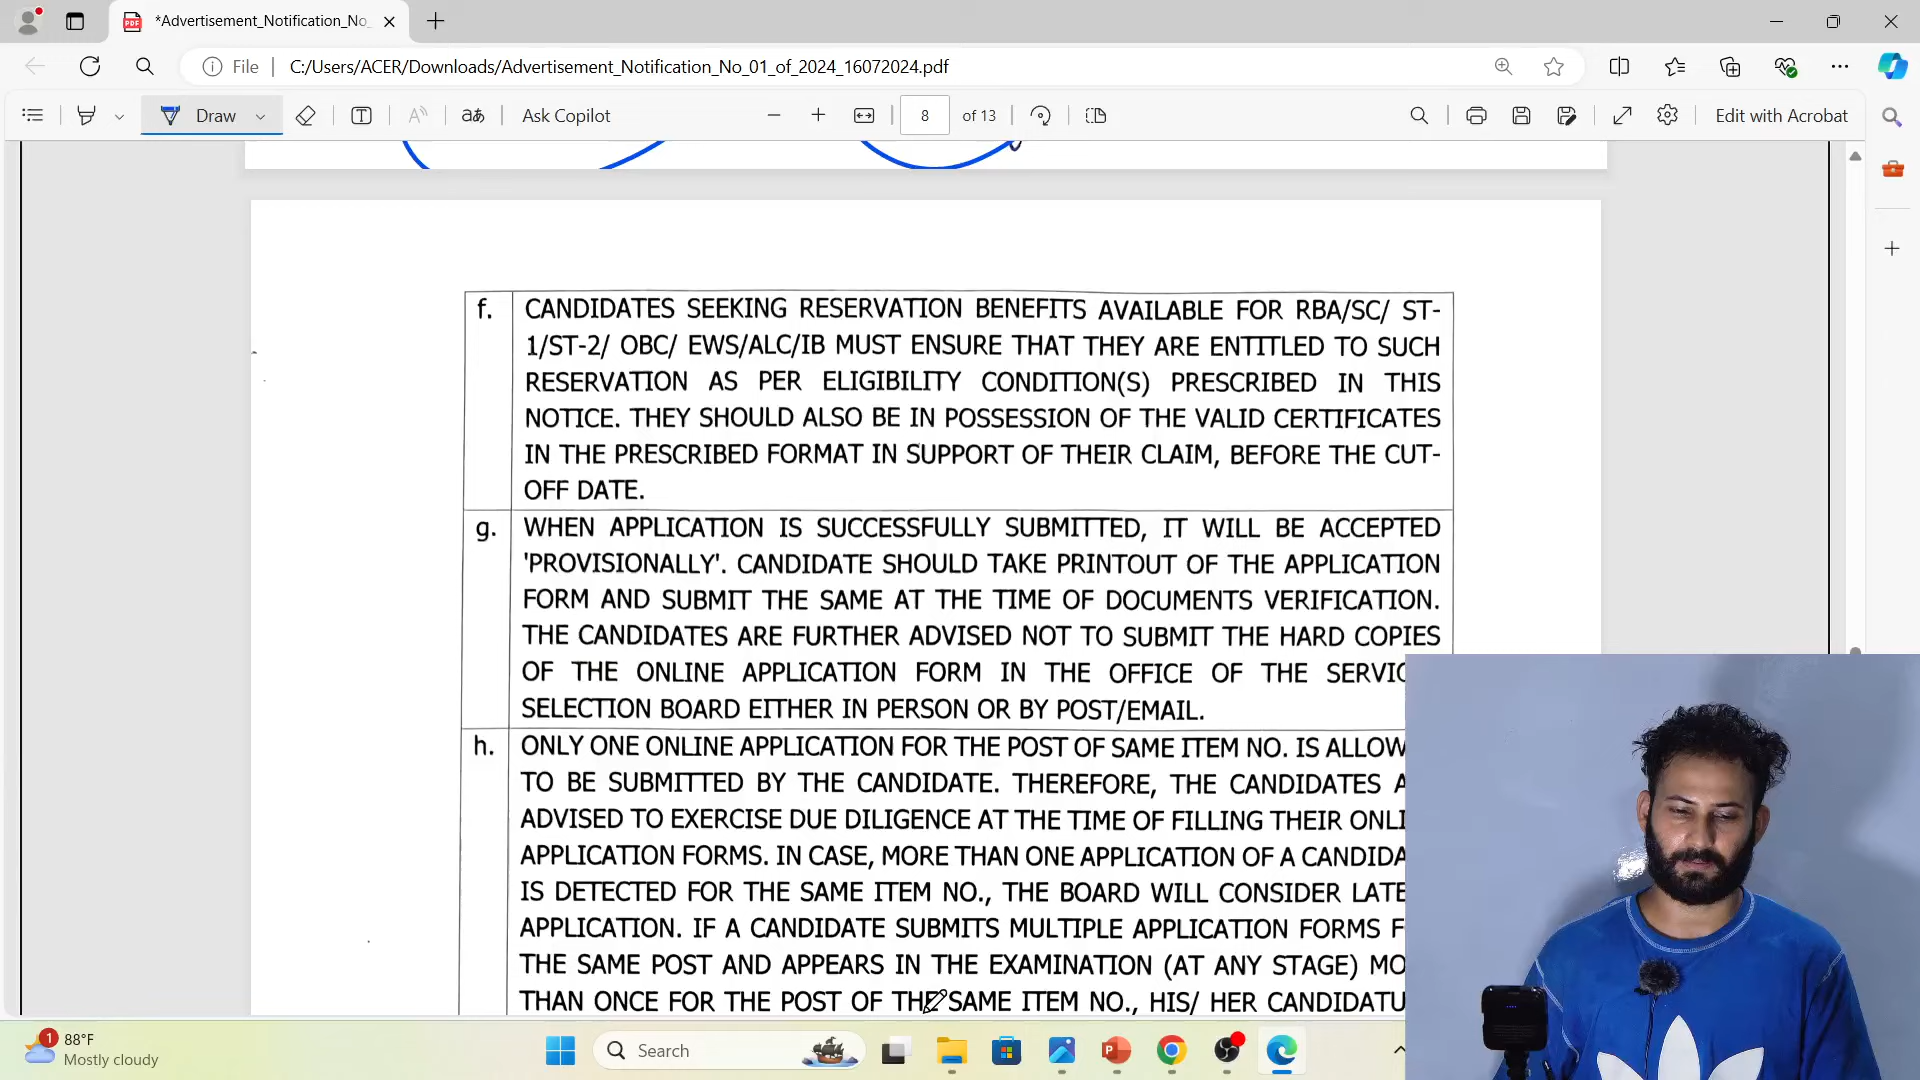 *Advertisement_Notification_No_
File
C:/Users/ACER/Downloads/Advertisement_Notification_No_01_of_2024_16072024.pdf
Draw
Ask Copilot
8 of 13
Edit with Acrobat
f. CANDIDATES SEEKING RESERVATION BENEFITS AVAILABLE FOR RBA/SC/ ST-
1/ST-2/ OBC/ EWS/ALC/IB MUST ENSURE THAT THEY ARE ENTITLED TO SUCH
RESERVATION AS PER ELIGIBILITY CONDITION(S) PRESCRIBED IN THIS
NOTICE. THEY SHOULD ALSO BE IN POSSESSION OF THE VALID CERTIFICATES
IN THE PRESCRIBED FORMAT IN SUPPORT OF THEIR CLAIM, BEFORE THE CUT-
OFF DATE.
g. WHEN APPLICATION IS SUCCESSFULLY SUBMITTED, IT WILL BE ACCEPTED
'PROVISIONALLY'. CANDIDATE SHOULD TAKE PRINTOUT OF THE APPLICATION
FORM AND SUBMIT THE SAME AT THE TIME OF DOCUMENTS VERIFICATION.
THE CANDIDATES ARE FURTHER ADVISED NOT TO SUBMIT THE HARD COPIES
OF THE ONLINE APPLICATION FORM IN THE OFFICE OF THE SERVIC
SELECTION BOARD EITHER IN PERSON OR BY POST/EMAIL.
h. ONLY ONE ONLINE APPLICATION FOR THE POST OF SAME ITEM NO. IS ALLOW
TO BE SUBMITTED BY THE CANDIDATE. THEREFORE, THE CANDIDATES A
ADVISED TO EXERCISE DUE DILIGENCE AT THE TIME OF FILLING THEIR ONLI
APPLICATION FORMS. IN CASE, MORE THAN ONE APPLICATION OF A CANDIDA
IS DETECTED FOR THE SAME ITEM NO., THE BOARD WILL CONSIDER LATE
APPLICATION. IF A CANDIDATE SUBMITS MULTIPLE APPLICATION FORMS F
THE SAME POST AND APPEARS IN THE EXAMINATION (AT ANY STAGE) MO
THAN ONCE FOR THE POST OF THE SAME ITEM NO., HIS/ HER CANDIDATU
1
88°F
Mostly cloudy
Search